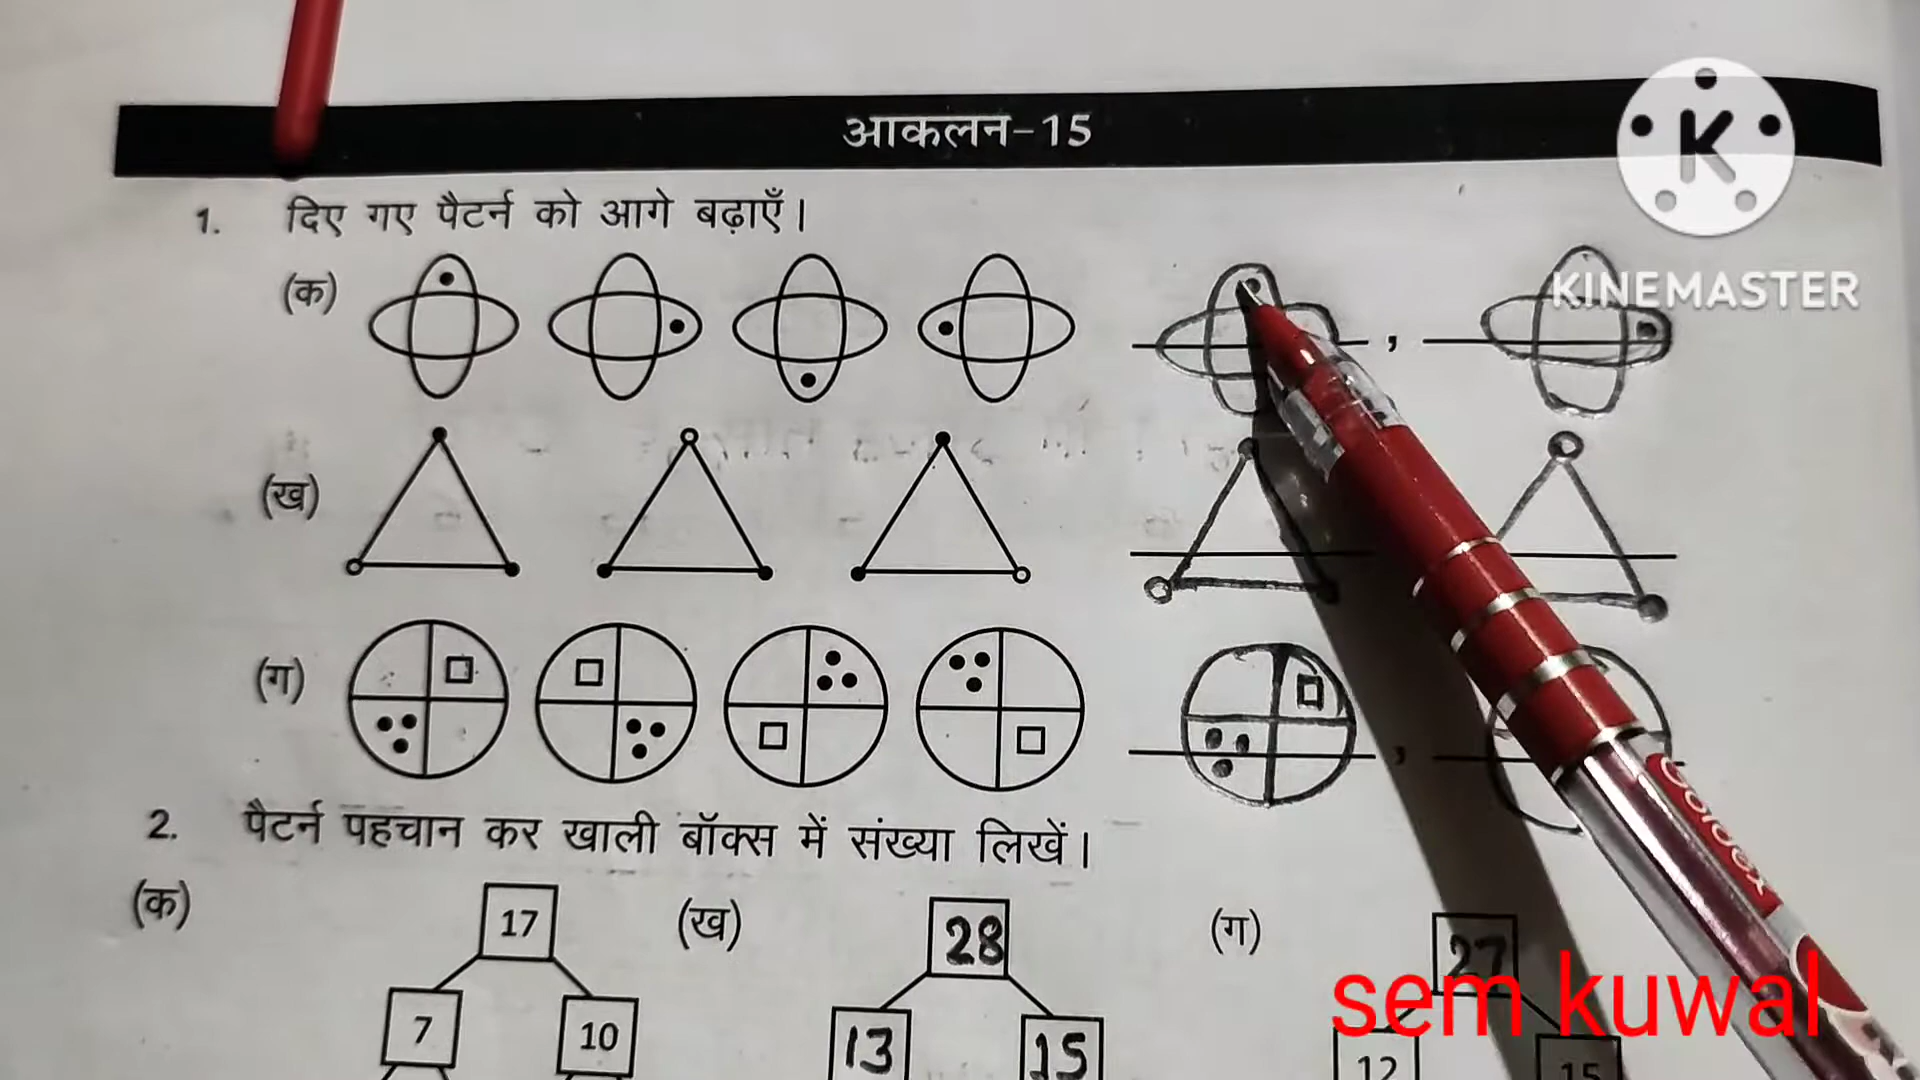 आकलन-15
K
KINEMASTER
1. दिए गए पैटर्न को आगे बढ़ाएँ।
(क) ,
(ख)
(ग) ,
2. पैटर्न पहचान कर खाली बॉक्स में संख्या लिखें।
(क) 17 (ख) 28 (ग) 27
7 10 13 15 12 15
sem kuwal